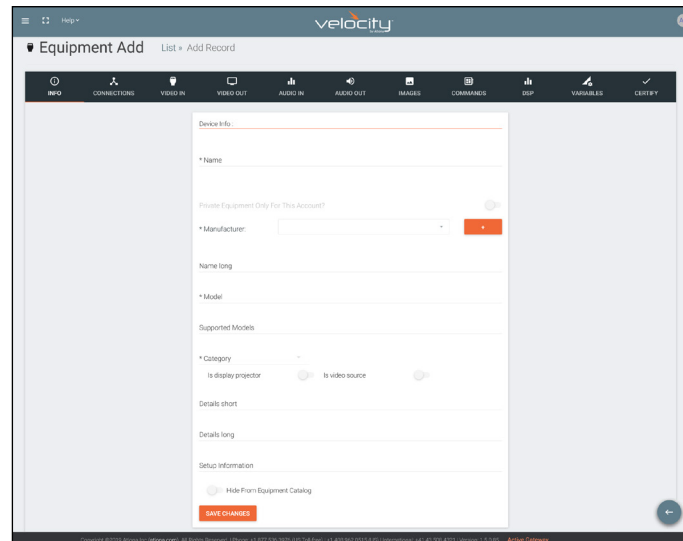 Help
velocity
Equipment Add List » Add Record
INFO CONNECTIONS VIDEO IN VIDEO OUT AUDIO IN AUDIO OUT IMAGES COMMANDS DSP VARIABLES CERTIFY
Device Info:
* Name
Private Equipment Only For This Account?
* Manufacturer: +
Name long
* Model
Supported Models
* Category
Is display projector Is video source
Details short
Details long
Setup Information
Hide From Equipment Catalog
SAVE CHANGES
Active Gateway